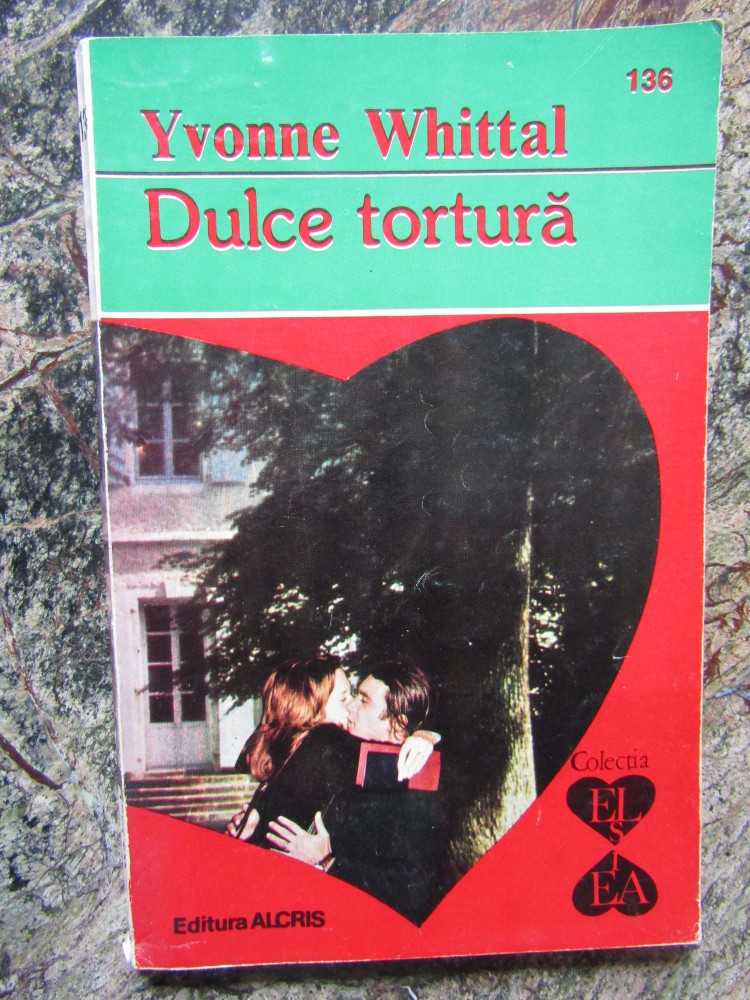 136
Yvonne Whittal
Dulce tortură
Colecția
EL
ȘI
EA
Editura ALCRIS